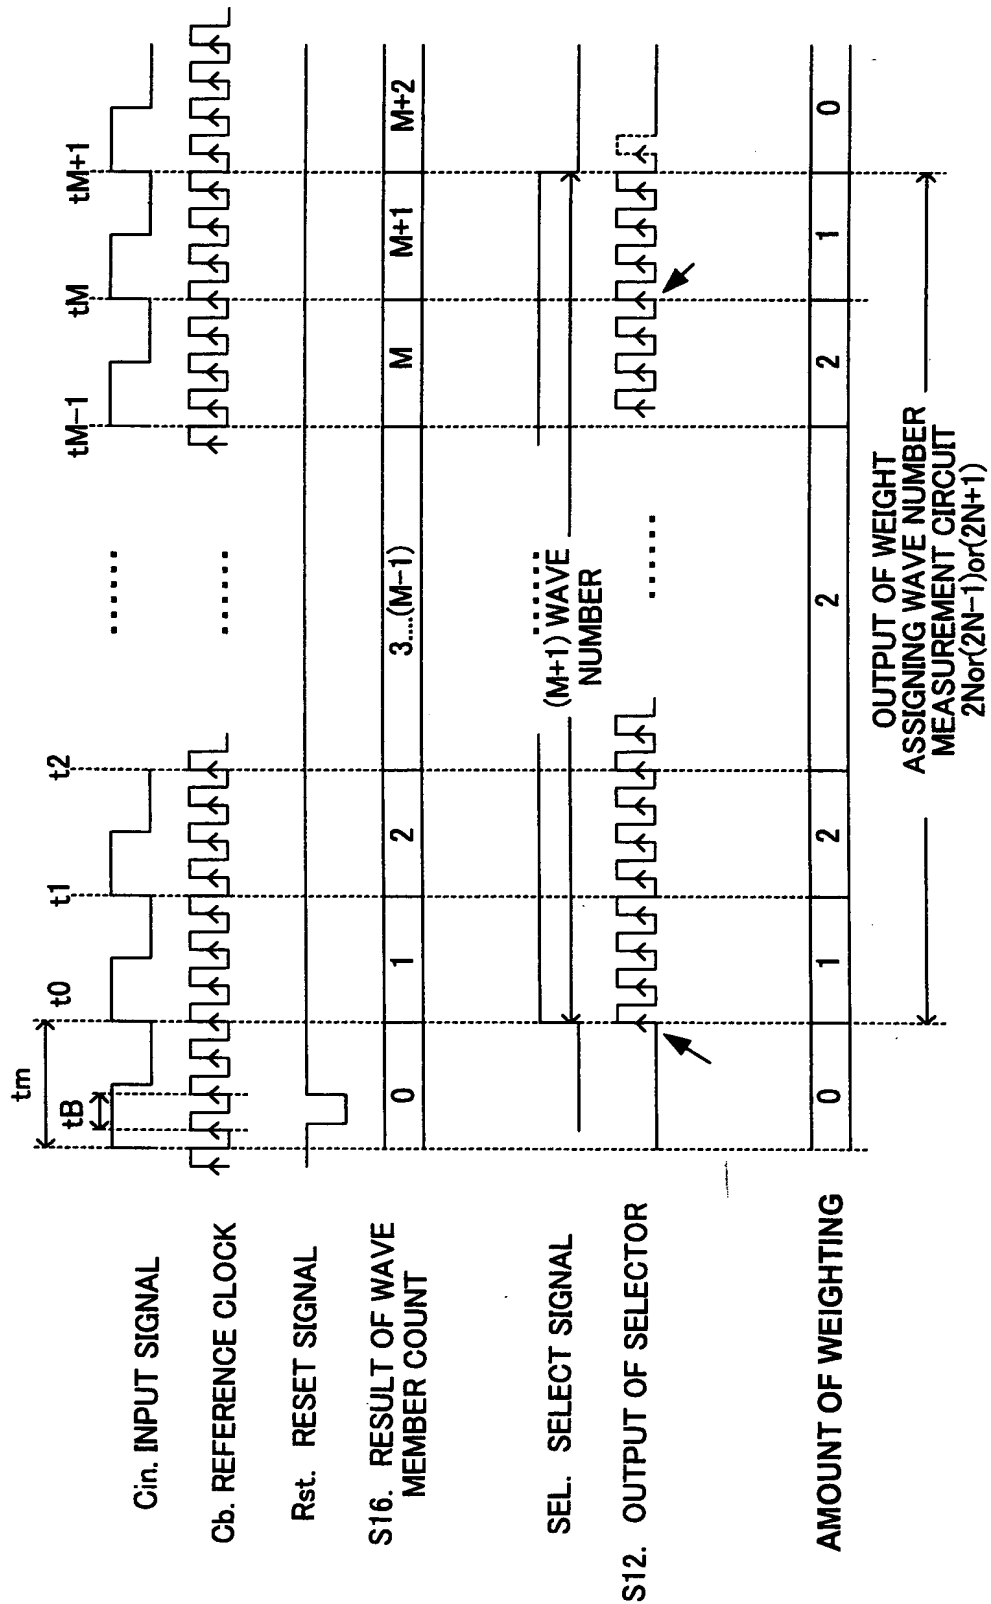 tm
tB
t0
t1
t2
tM−1
tM
tM+1
Cin. INPUT SIGNAL
Cb. REFERENCE CLOCK
Rst. RESET SIGNAL
S16. RESULT OF WAVE
MEMBER COUNT
0
1
2
3....(M−1)
M
M+1
M+2
SEL. SELECT SIGNAL
(M+1) WAVE
NUMBER
S12. OUTPUT OF SELECTOR
AMOUNT OF WEIGHTING
0
1
2
2
2
1
0
OUTPUT OF WEIGHT
ASSIGNING WAVE NUMBER
MEASUREMENT CIRCUIT
2Nor(2N−1)or(2N+1)